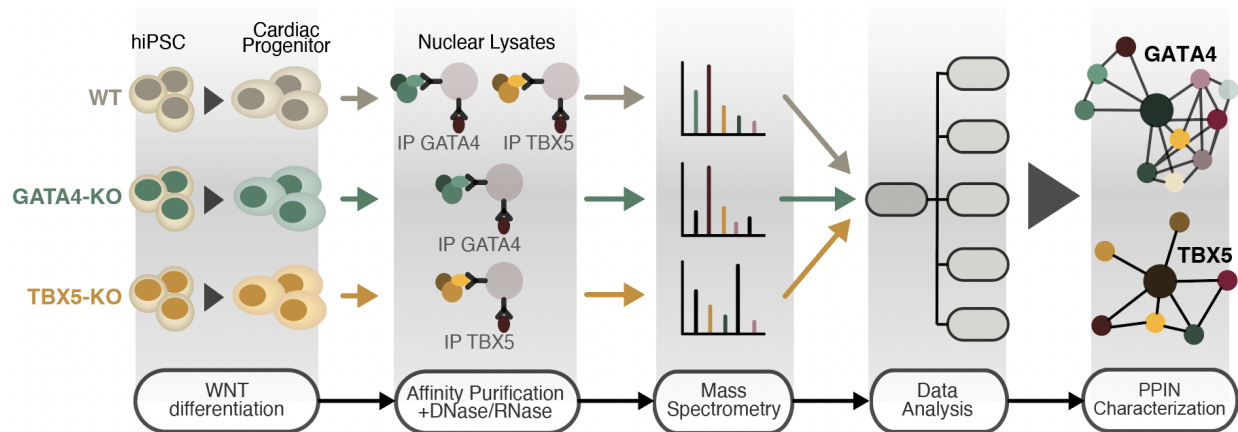 hiPSC
Cardiac
Progenitor
Nuclear Lysates
WT
IP GATA4
IP TBX5
GATA4-KO
IP GATA4
TBX5-KO
IP TBX5
GATA4
TBX5
WNT
differentiation
Affinity Purification
+DNase/RNase
Mass
Spectrometry
Data
Analysis
PPIN
Characterization